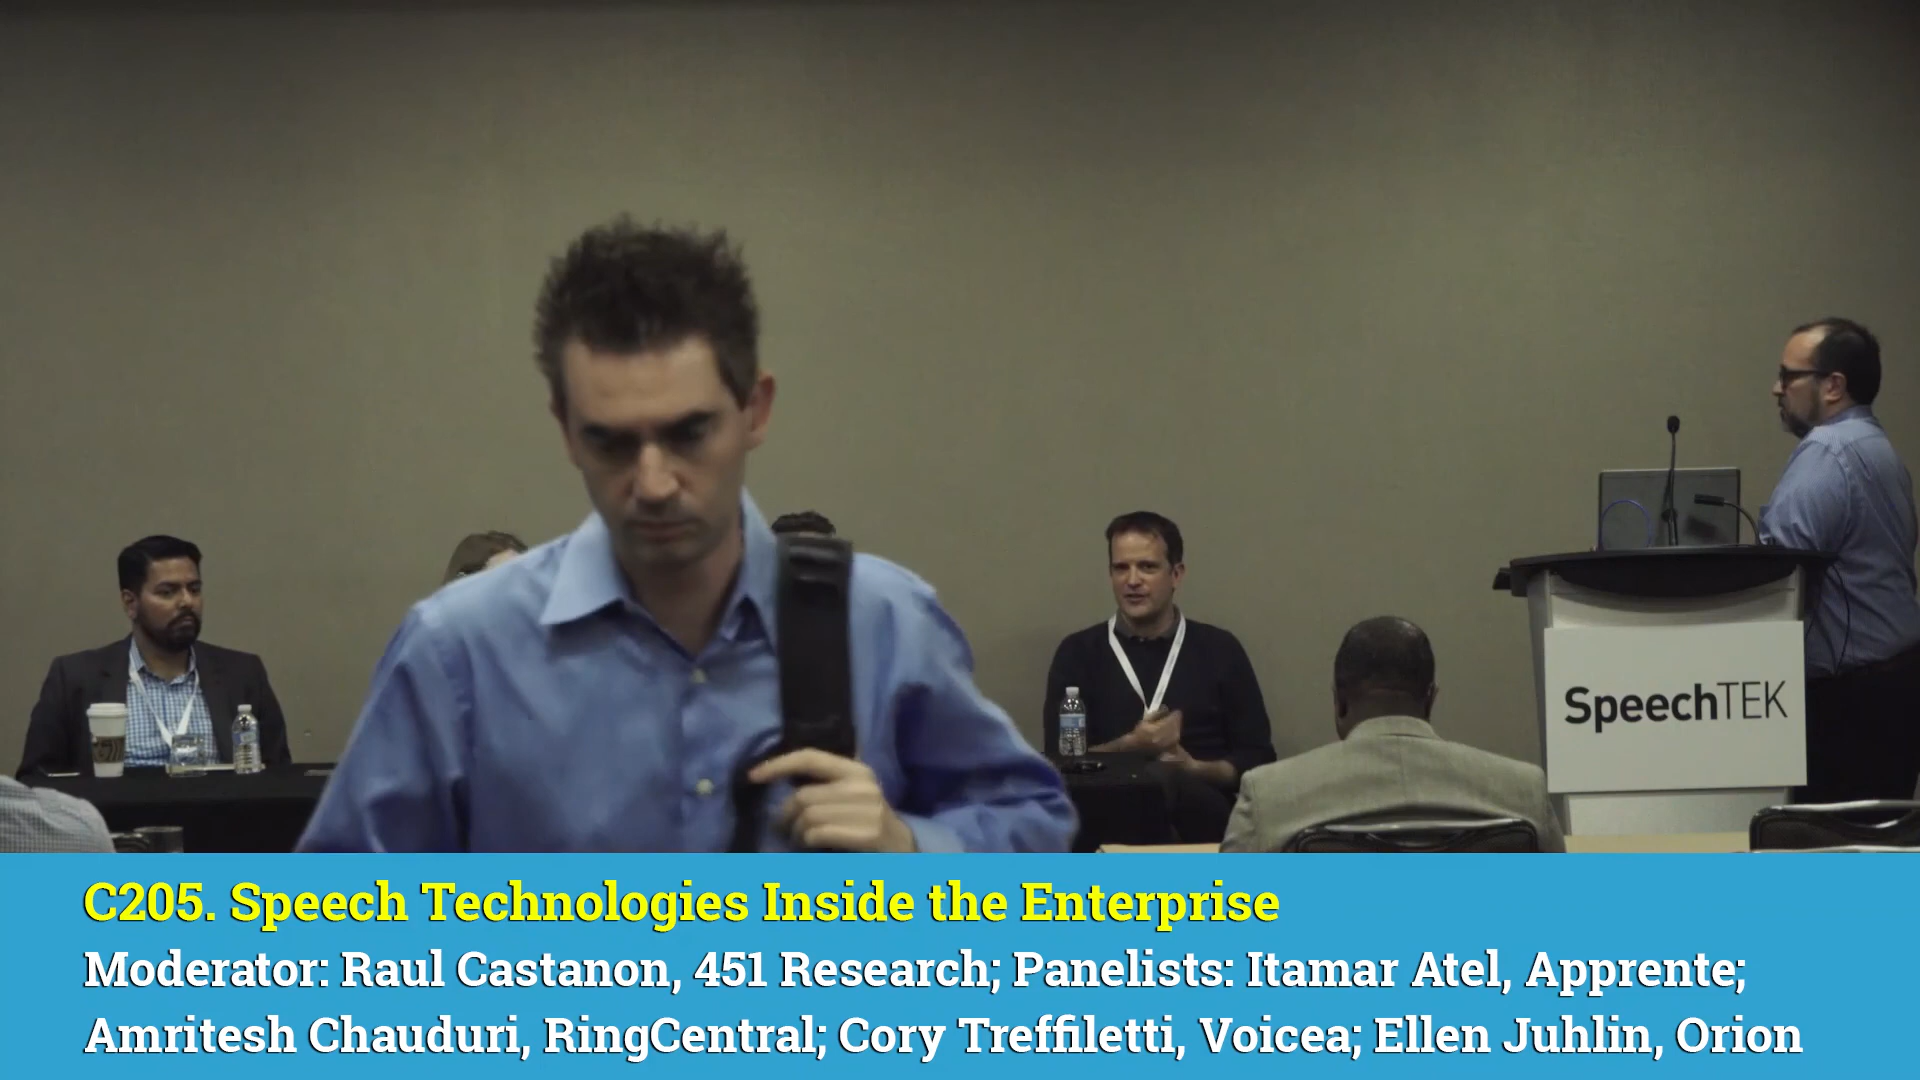 SpeechTEK
C205. Speech Technologies Inside the Enterprise
Moderator: Raul Castanon, 451 Research; Panelists: Itamar Atel, Apprente;
Amritesh Chauduri, RingCentral; Cory Treffiletti, Voicea; Ellen Juhlin, Orion